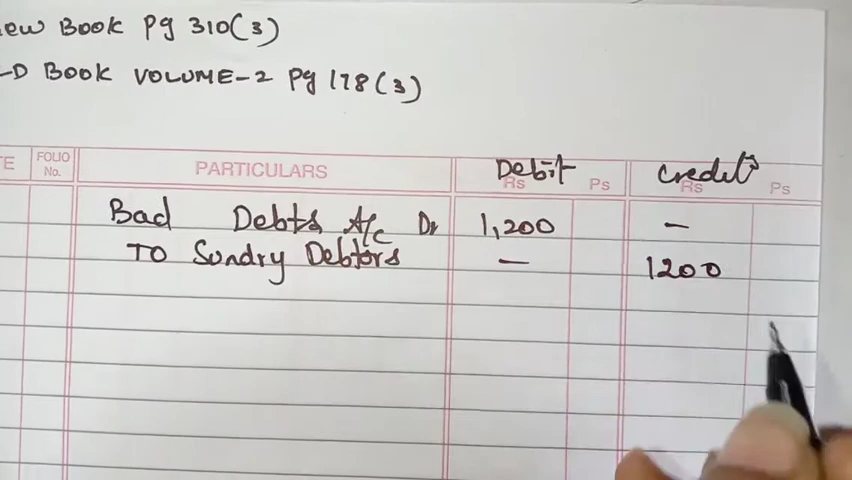 ew Book Pg 310(3)
-D Book VOLUME-2 Pg 178(3)
TE FOLIO No. PARTICULARS Debit Rs Ps Credit Rs Ps
Bad Debts A/c Dr 1,200 —
TO Sundry Debtors — 1200